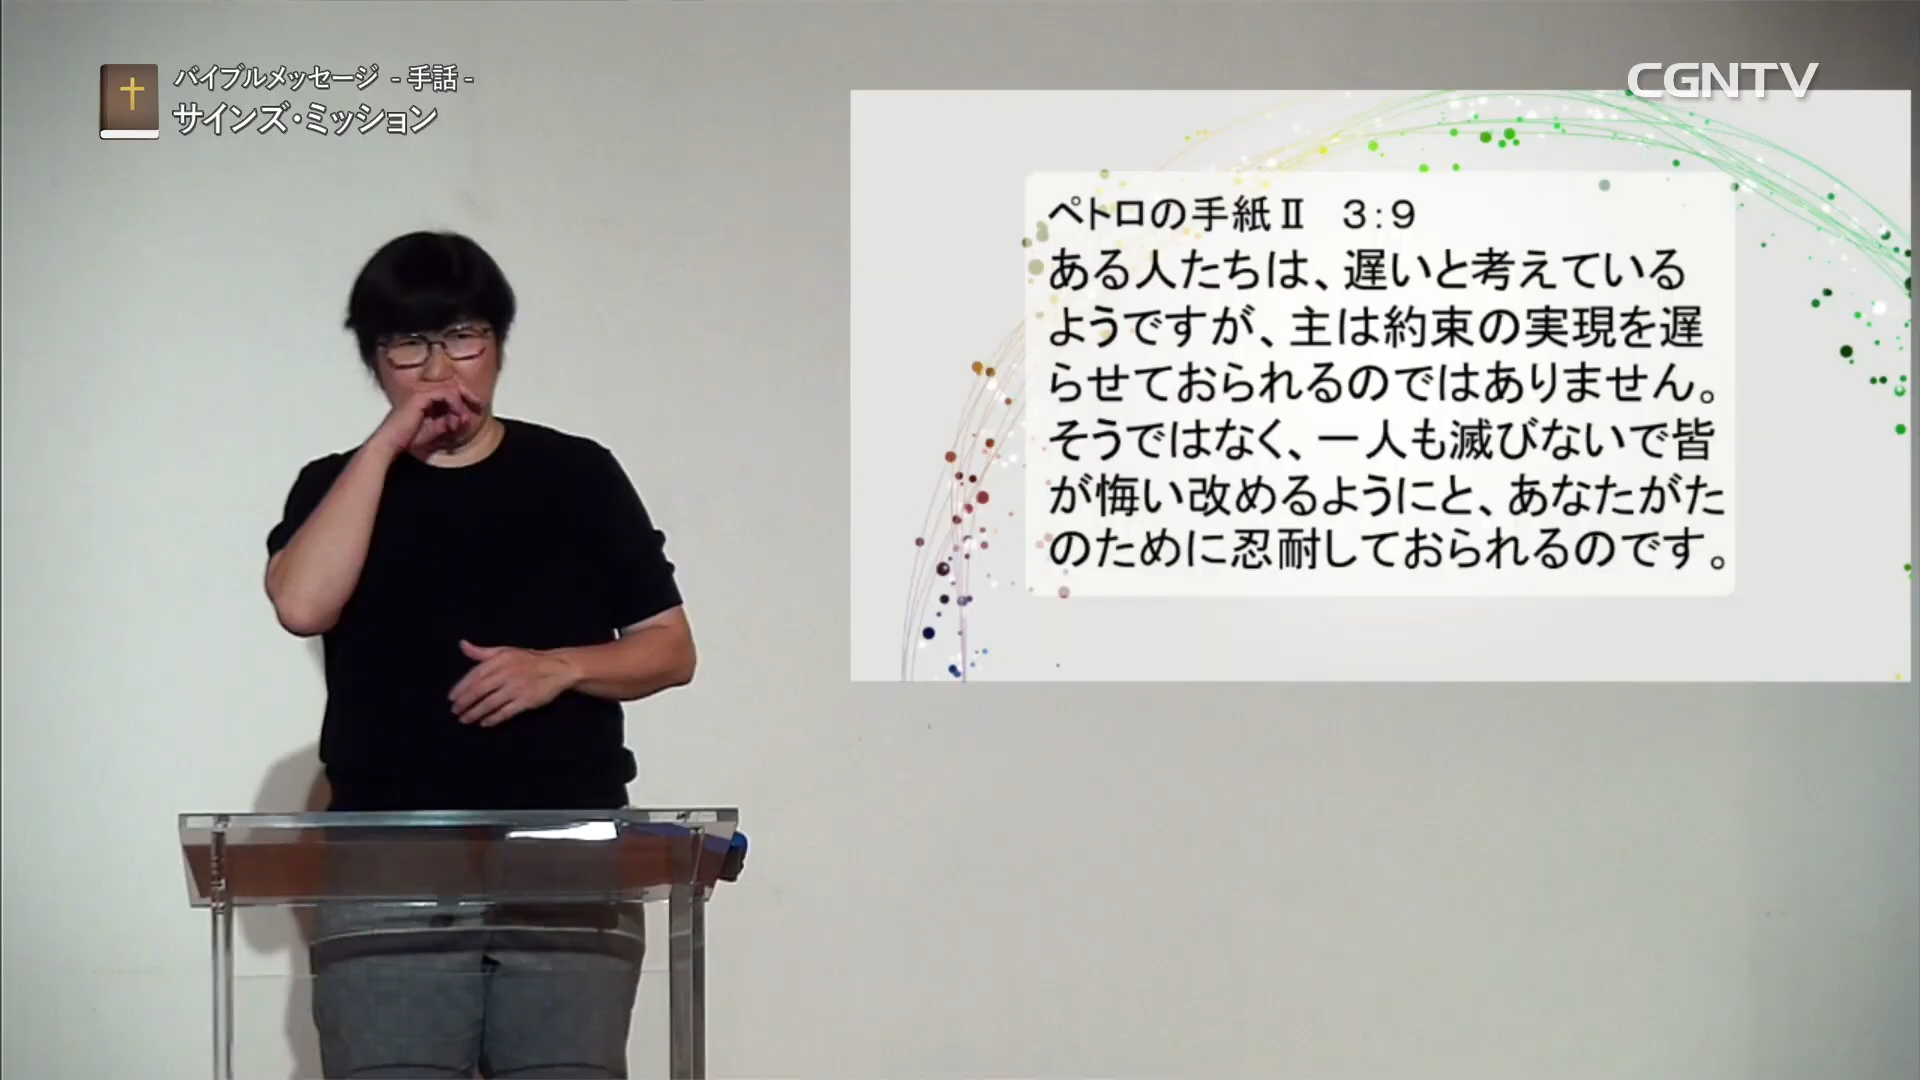 バイブルメッセージ -手話-
サインズ・ミッション
CGNTV
ペトロの手紙Ⅱ 3:9
ある人たちは、遅いと考えている
ようですが、主は約束の実現を遅
らせておられるのではありません。
そうではなく、一人も滅びないで皆
が悔い改めるようにと、あなたがた
のために忍耐しておられるのです。